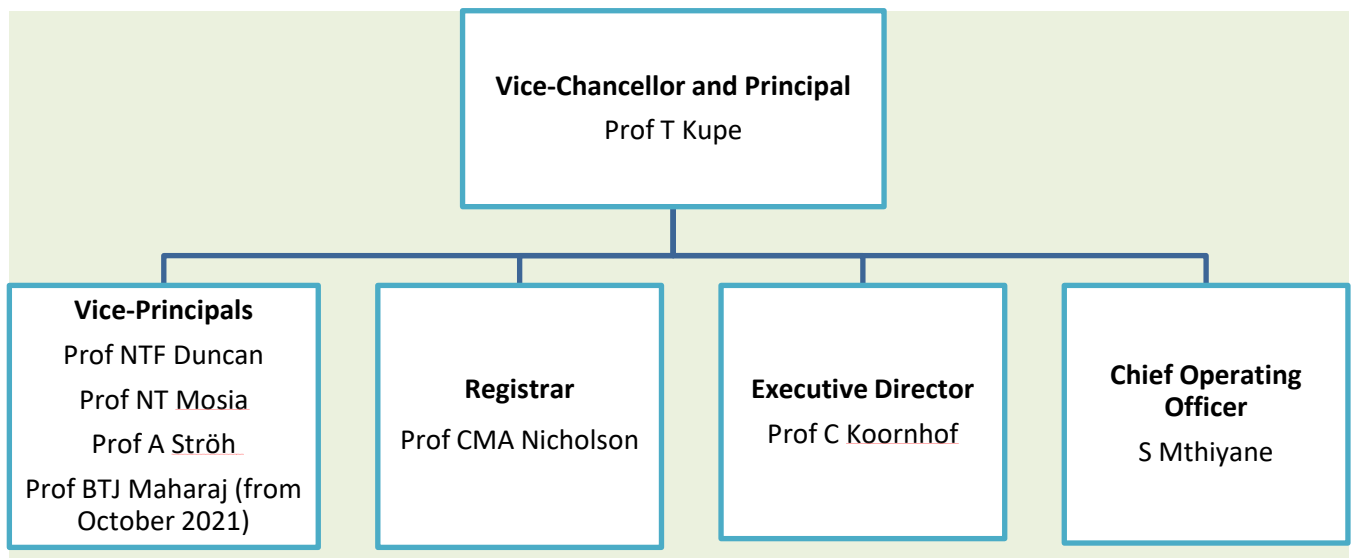 Vice-Chancellor and Principal
Prof T Kupe
Vice-Principals
Prof NTF Duncan
Prof NT Mosia
Prof A Ströh
Prof BTJ Maharaj (from
October 2021)
Registrar
Prof CMA Nicholson
Executive Director
Prof C Koornhof
Chief Operating
Officer
S Mthiyane